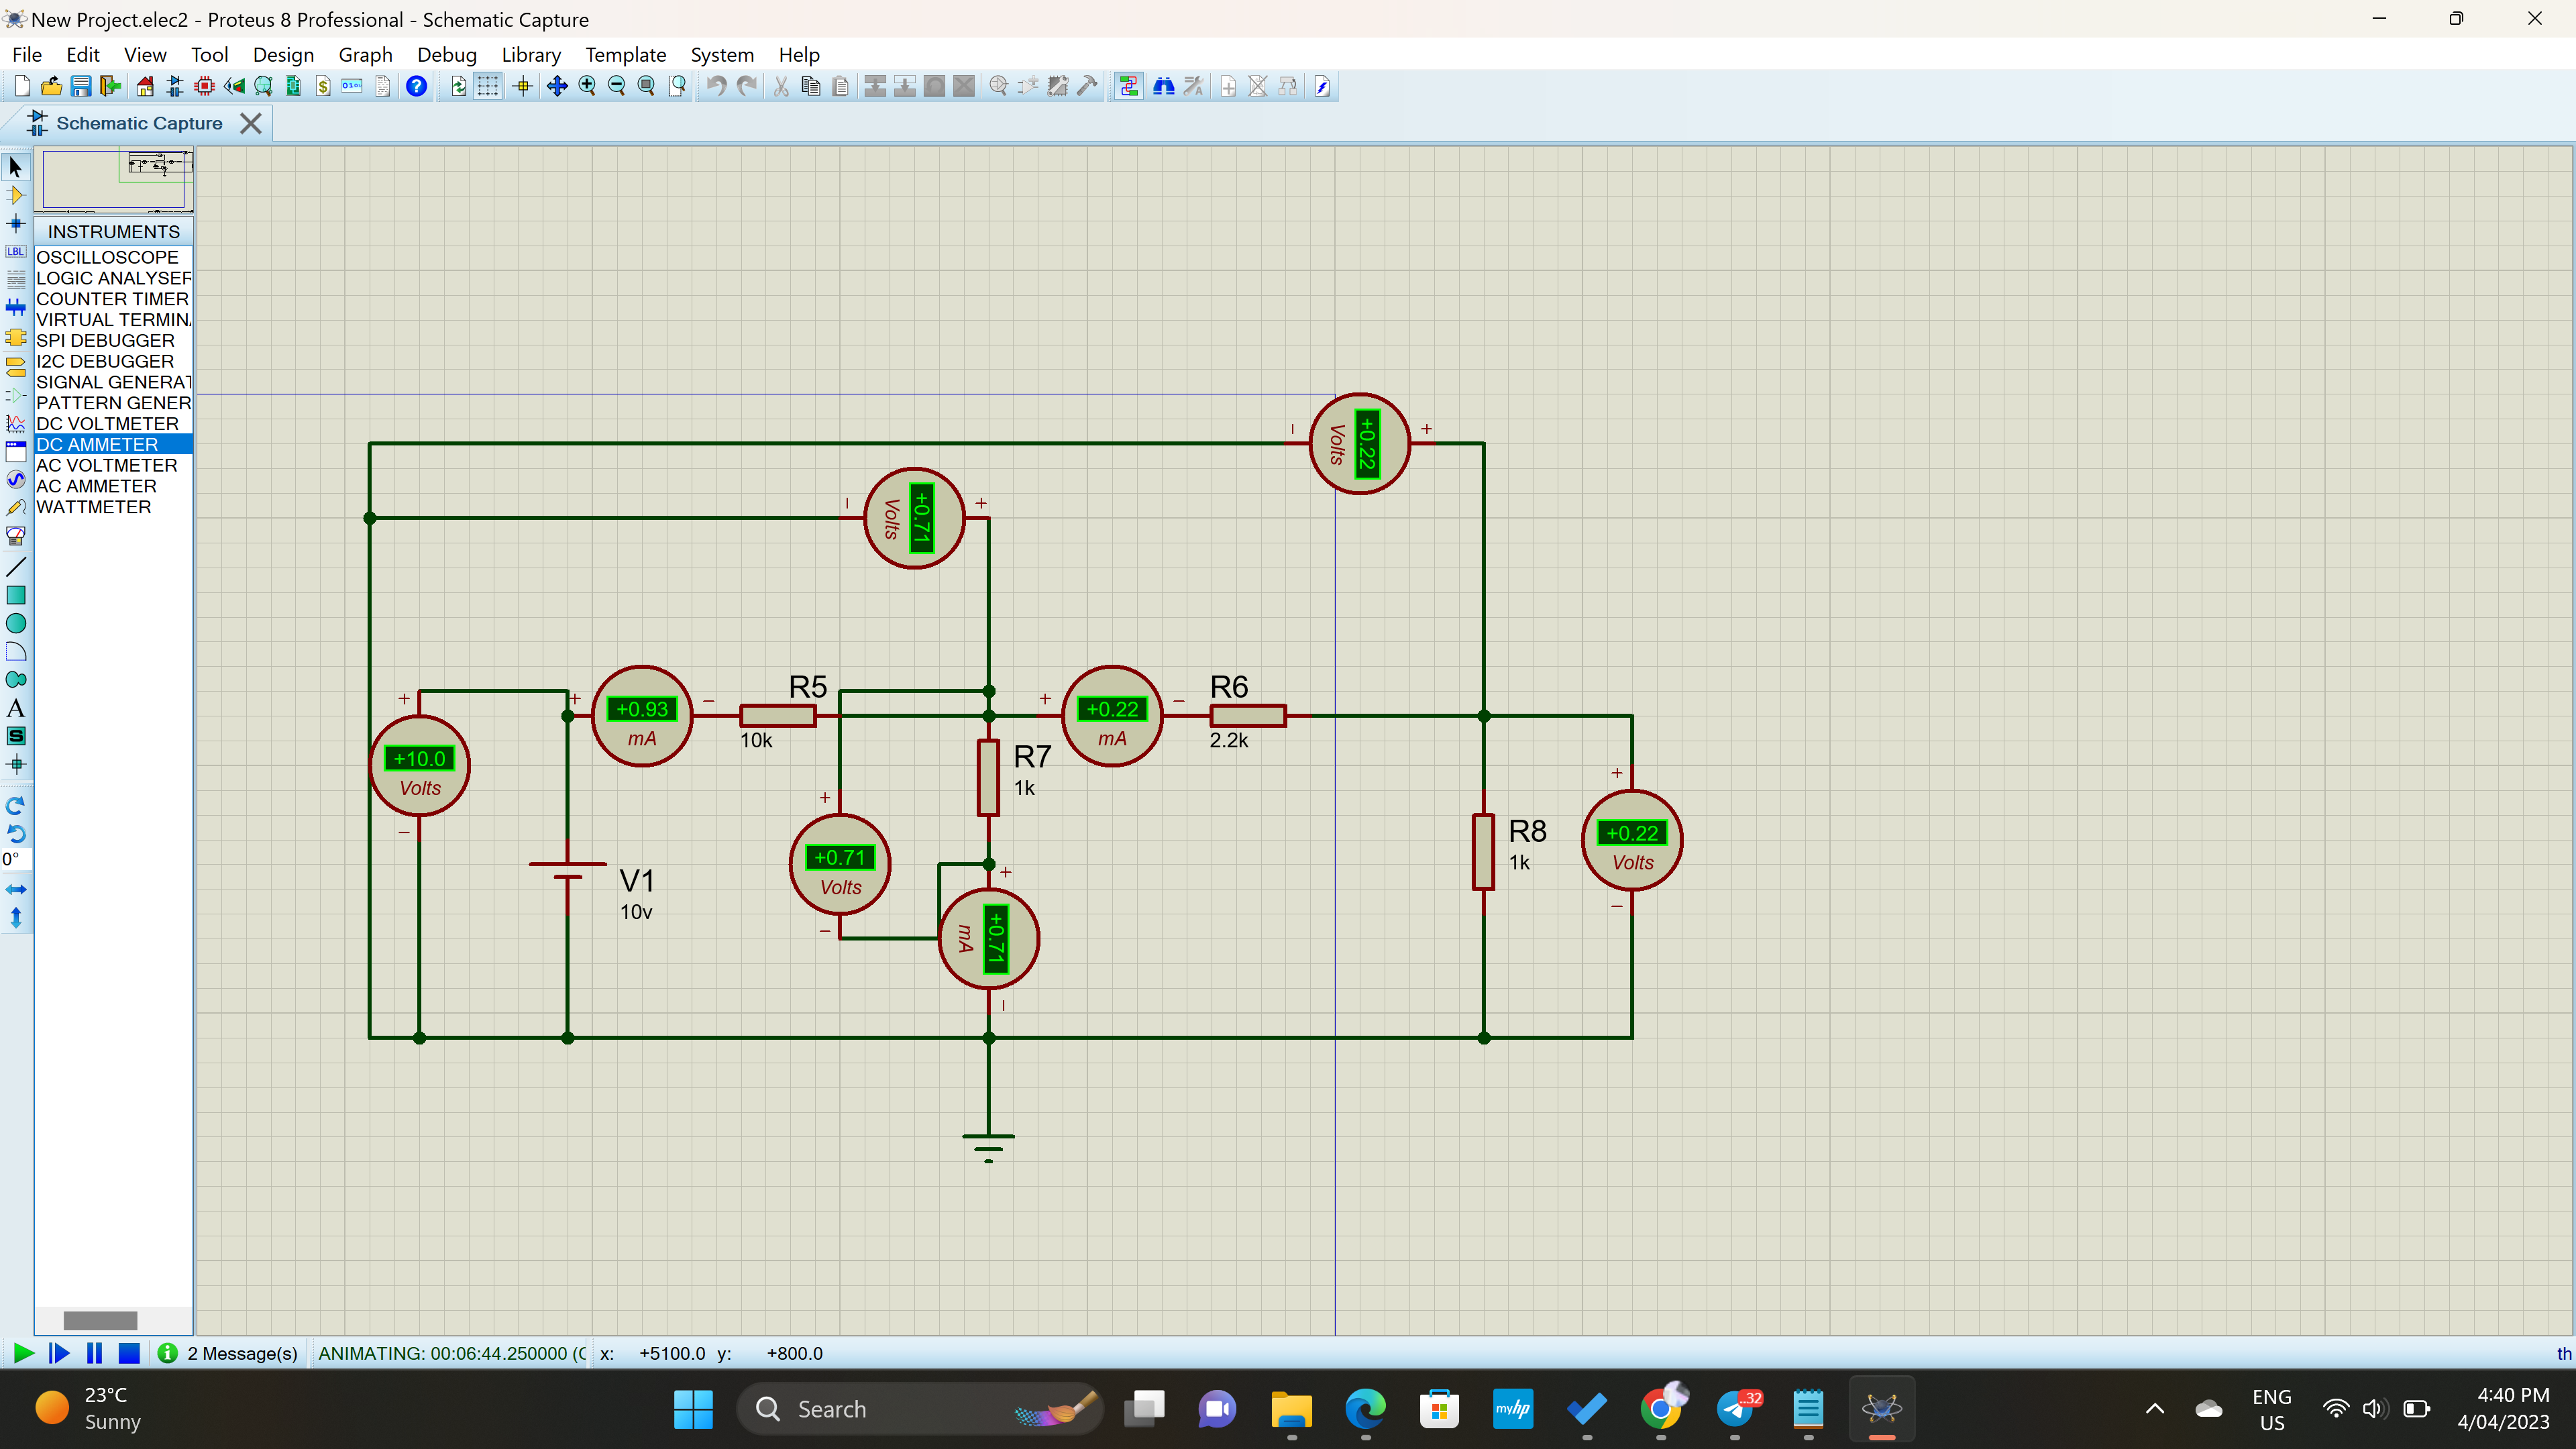 New Project.elec2 - Proteus 8 Professional - Schematic Capture
File Edit View Tool Design Graph Debug Library Template System Help
Schematic Capture
LBL
INSTRUMENTS
OSCILLOSCOPE
LOGIC ANALYSER
COUNTER TIMER
VIRTUAL TERMINA
SPI DEBUGGER
I2C DEBUGGER
SIGNAL GENERAT
PATTERN GENER
DC VOLTMETER
DC AMMETER
AC VOLTMETER
AC AMMETER
WATTMETER
0°
+0.22
Volts
+0.71
Volts
+10.0
Volts
+0.93
mA
R5
10k
+0.22
mA
R6
2.2k
R7
1k
+0.71
Volts
+0.71
mA
V1
10v
R8
1k
+0.22
Volts
2 Message(s) ANIMATING: 00:06:44.250000 (C x: +5100.0 y: +800.0 th
23°C
Sunny
Search
myhp
32
ENG
US
4:40 PM
4/04/2023